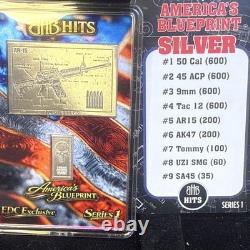 AHB HITS
AR-15
America's
BLUEPRINT
EDC Exclusive
Series 1
AMERICA'S
BLUEPRINT
SILVER
#1 50 Cal (600)
#2 45 ACP (600)
#3 9mm (600)
#4 Tac 12 (600)
#5 AR15 (200)
#6 AK47 (200)
#7 Tommy (100)
#8 UZI SMG (60)
#9 SA45 (35)
AHB
HITS
SERIES 1